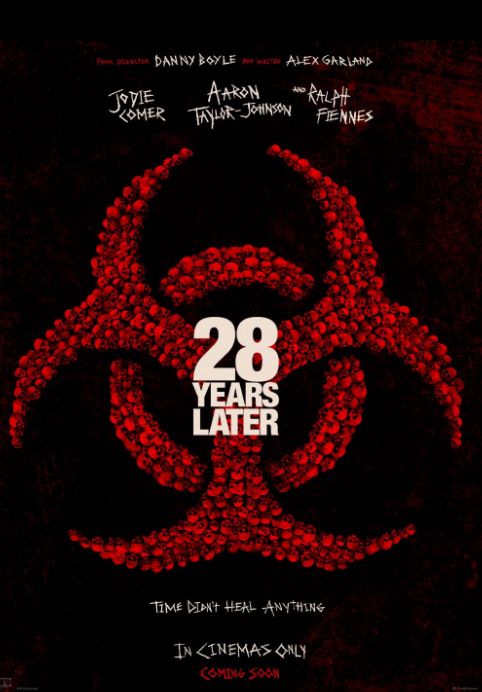 FROM DIRECTOR DANNY BOYLE AND WRITER ALEX GARLAND
JODIE COMER
AARON TAYLOR-JOHNSON
AND RALPH FIENNES
28
YEARS
LATER
TIME DIDN'T HEAL ANYTHING
IN CINEMAS ONLY
COMING SOON